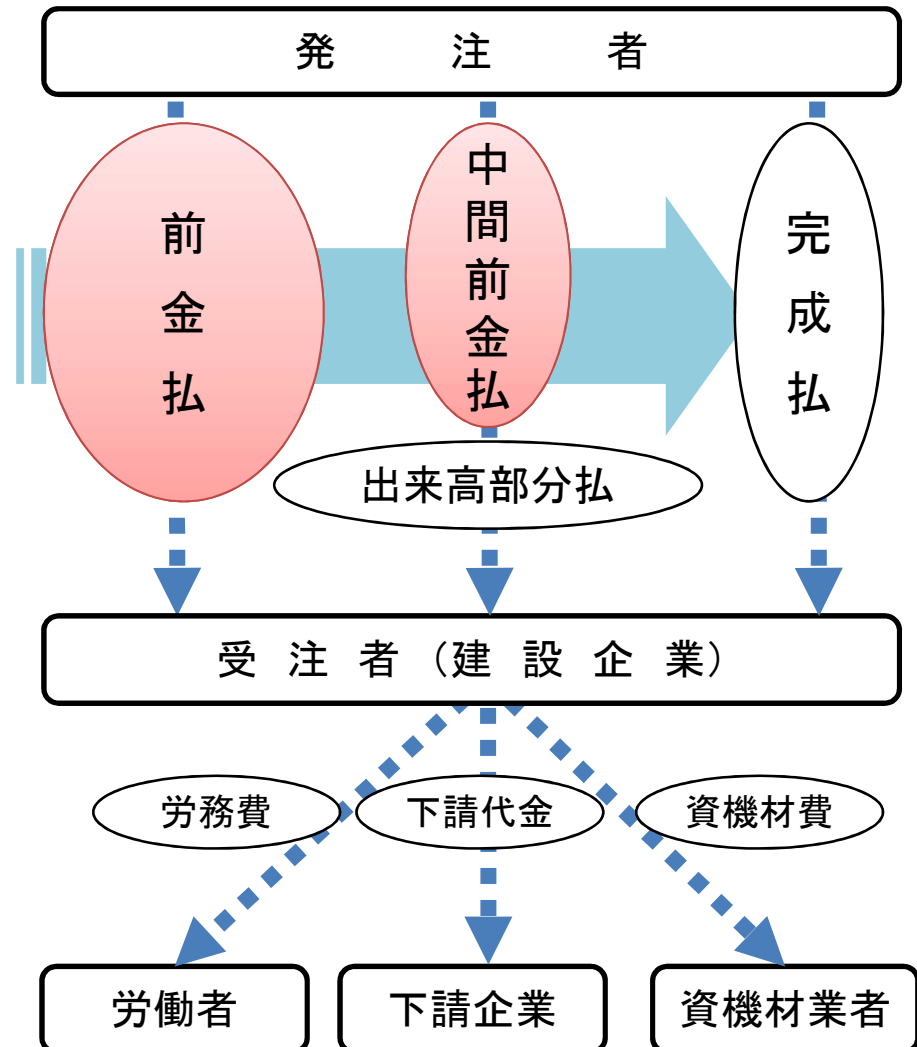 発注者
前金払
中間前金払
完成払
出来高部分払
受注者（建設企業）
労務費
下請代金
資機材費
労働者
下請企業
資機材業者